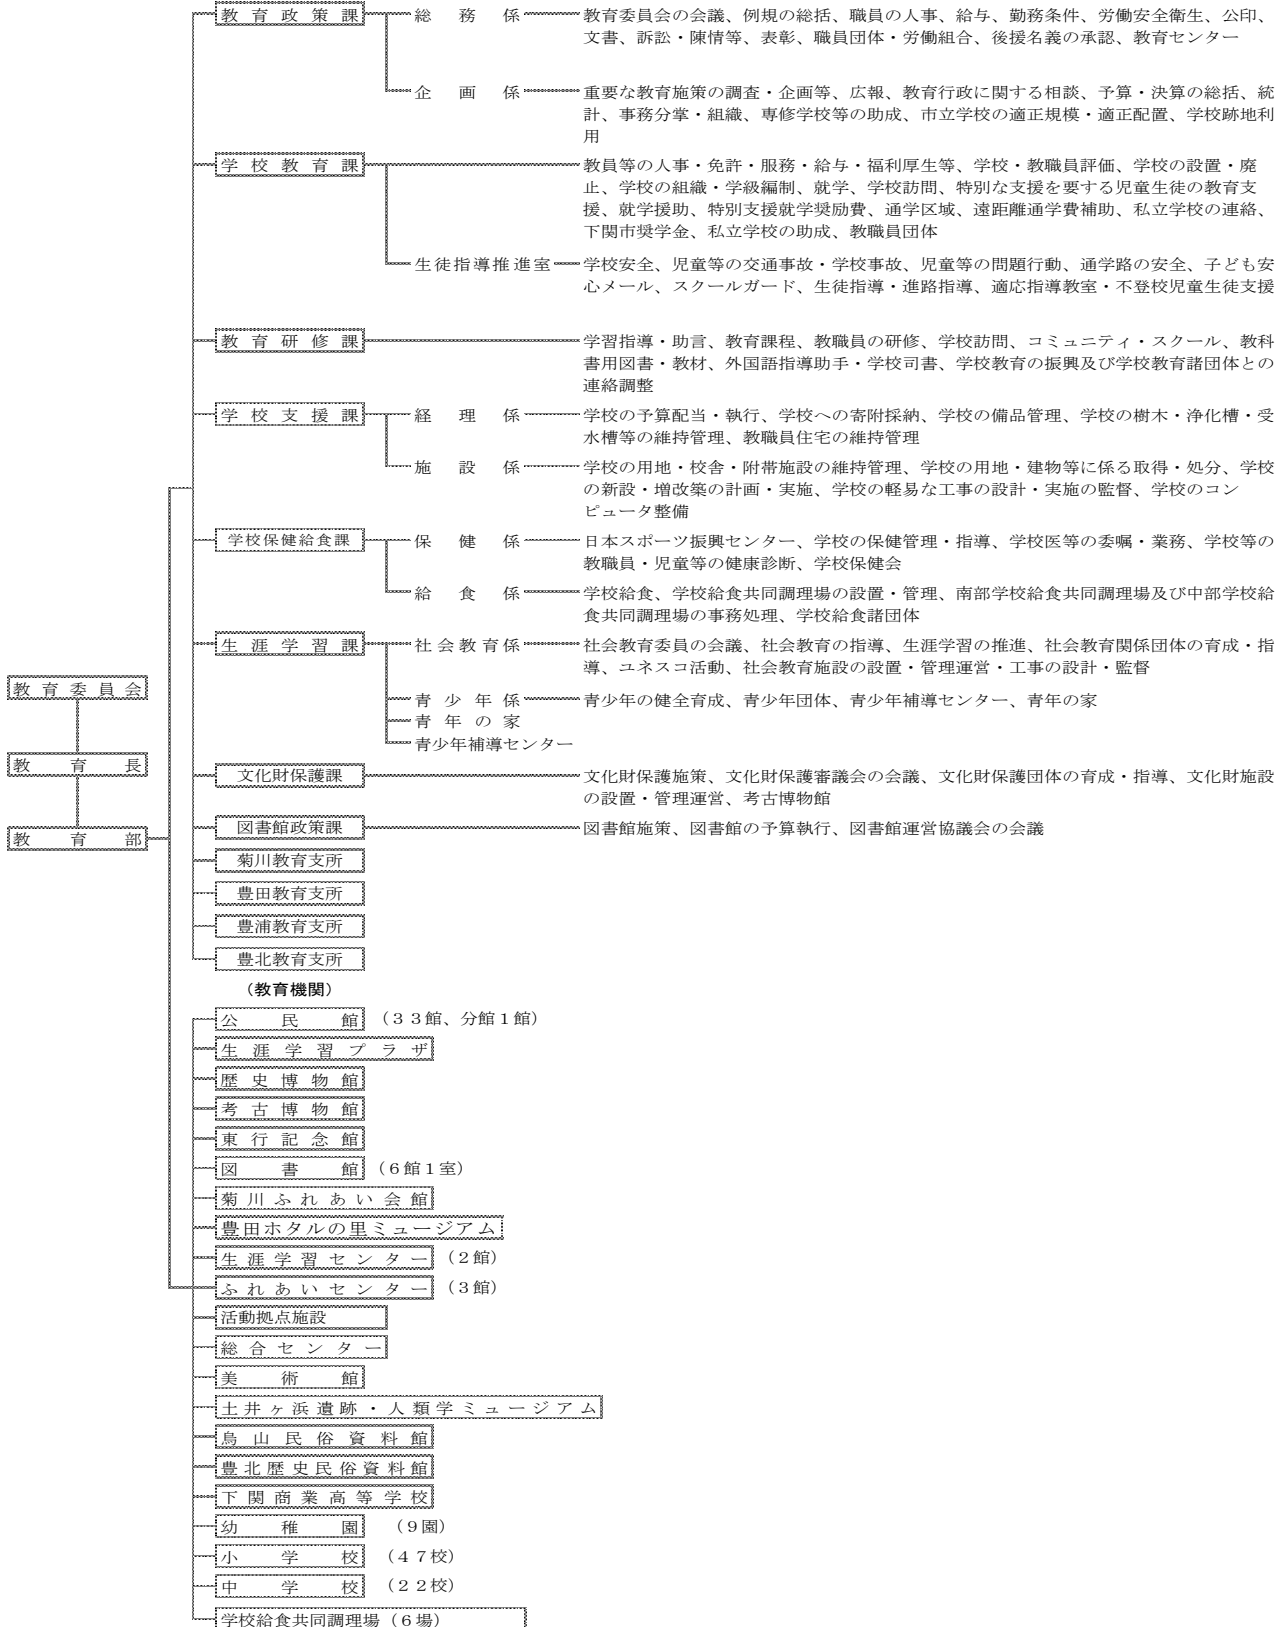 教育政策課 総務係 教育委員会の会議、例規の総括、職員の人事、給与、勤務条件、労働安全衛生、公印、
文書、訴訟・陳情等、表彰、職員団体・労働組合、後援名義の承認、教育センター
企画係 重要な教育施策の調査・企画等、広報、教育行政に関する相談、予算・決算の総括、統
計、事務分掌・組織、専修学校等の助成、市立学校の適正規模・適正配置、学校跡地利
用
学校教育課 教員等の人事・免許・服務・給与・福利厚生等、学校・教職員評価、学校の設置・廃
止、学校の組織・学級編制、就学、学校訪問、特別な支援を要する児童生徒の教育支
援、就学援助、特別支援就学奨励費、通学区域、遠距離通学費補助、私立学校の連絡、
下関市奨学金、私立学校の助成、教職員団体
生徒指導推進室 学校安全、児童等の交通事故・学校事故、児童等の問題行動、通学路の安全、子ども安
心メール、スクールガード、生徒指導・進路指導、適応指導教室・不登校児童生徒支援
教育研修課 学習指導・助言、教育課程、教職員の研修、学校訪問、コミュニティ・スクール、教科
書用図書・教材、外国語指導助手・学校司書、学校教育の振興及び学校教育諸団体との
連絡調整
学校支援課 経理係 学校の予算配当・執行、学校への寄附採納、学校の備品管理、学校の樹木・浄化槽・受
水槽等の維持管理、教職員住宅の維持管理
施設係 学校の用地・校舎・附帯施設の維持管理、学校の用地・建物等に係る取得・処分、学校
の新設・増改築の計画・実施、学校の軽易な工事の設計・実施の監督、学校のコン
ピュータ整備
学校保健給食課 保健係 日本スポーツ振興センター、学校の保健管理・指導、学校医等の委嘱・業務、学校等の
教職員・児童等の健康診断、学校保健会
給食係 学校給食、学校給食共同調理場の設置・管理、南部学校給食共同調理場及び中部学校給
食共同調理場の事務処理、学校給食諸団体
生涯学習課 社会教育係 社会教育委員の会議、社会教育の指導、生涯学習の推進、社会教育関係団体の育成・指
導、ユネスコ活動、社会教育施設の設置・管理運営・工事の設計・監督
教育委員会
青少年係 青少年の健全育成、青少年団体、青少年補導センター、青年の家
青年の家
青少年補導センター
教育長
文化財保護課 文化財保護施策、文化財保護審議会の会議、文化財保護団体の育成・指導、文化財施設
の設置・管理運営、考古博物館
図書館政策課 図書館施策、図書館の予算執行、図書館運営協議会の会議
教育部
菊川教育支所
豊田教育支所
豊浦教育支所
豊北教育支所
（教育機関）
公民館 （３３館、分館１館）
生涯学習プラザ
歴史博物館
考古博物館
東行記念館
図書館 （６館１室）
菊川ふれあい会館
豊田ホタルの里ミュージアム
生涯学習センター （２館）
ふれあいセンター （３館）
活動拠点施設
総合センター
美術館
土井ヶ浜遺跡・人類学ミュージアム
烏山民俗資料館
豊北歴史民俗資料館
下関商業高等学校
幼稚園 （９園）
小学校 （４７校）
中学校 （２２校）
学校給食共同調理場（６場）